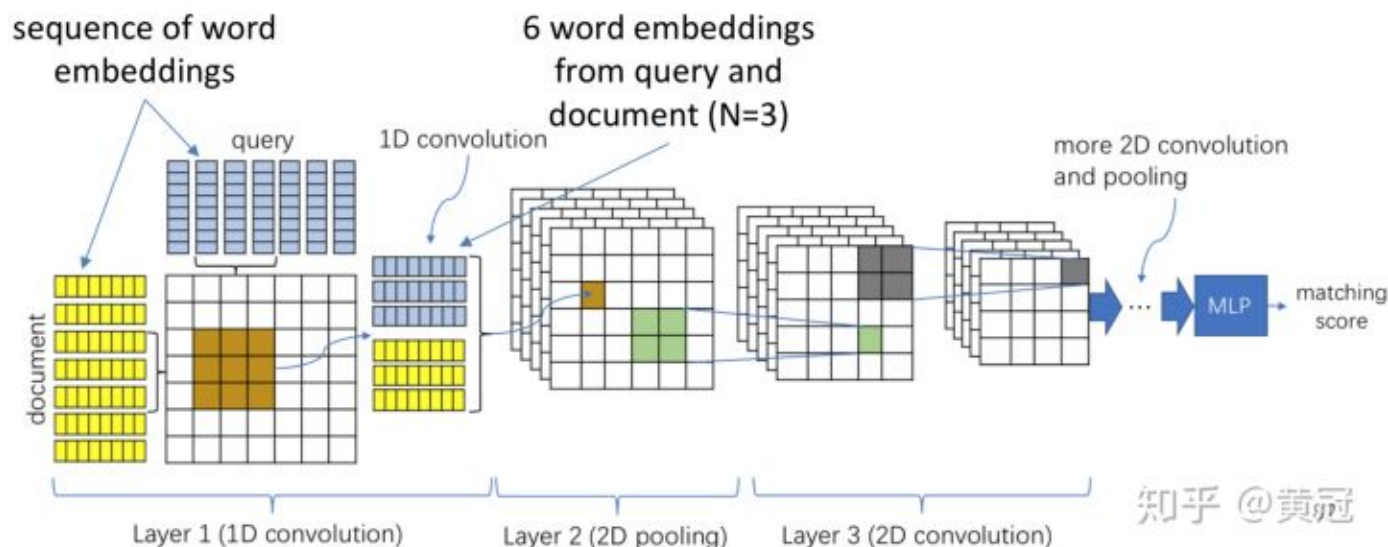 sequence of word
embeddings
6 word embeddings
from query and
document (N=3)
query
1D convolution
more 2D convolution
and pooling
document
...
MLP
matching
score
Layer 1 (1D convolution)
Layer 2 (2D pooling)
Layer 3 (2D convolution)
知乎 @黄冠